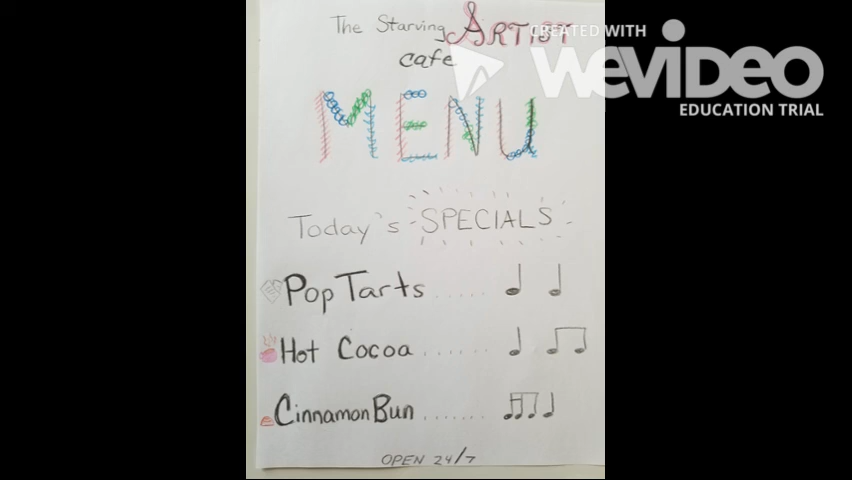 The Starving ARTIST
cafe
MENU
Today's SPECIALS
Pop Tarts .....
Hot Cocoa .......
Cinnamon Bun .......
OPEN 24/7
CREATED WITH
WEVIDEO
EDUCATION TRIAL